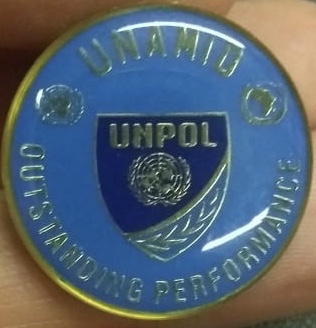 UNAMID
UNPOL
OUTSTANDING PERFORMANCE